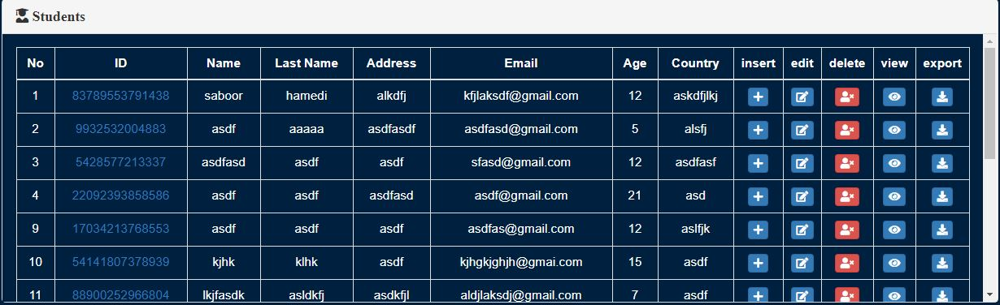 Students
No ID Name Last Name Address Email Age Country insert edit delete view export
1 83789553791438 saboor hamedi alkdfj kfjlaksdf@gmail.com 12 askdfjlkj
2 9932532004883 asdf aaaaa asdfasdf asdfasd@gmail.com 5 alsfj
3 5428577213337 asdfasd asdf asdf sfasd@gmail.com 12 asdfasf
4 22092393858586 asdf asdf asdfasd asdf@gmail.com 21 asd
9 17034213768553 asdf asdf asdf asdfas@gmail.com 12 aslfjk
10 54141807378939 kjhk klhk asdf kjhgkjghjh@gmai.com 15 asdf
11 88900252966804 lkjfasdk asldkfj asdkfjl aldjlaksdj@gmail.com 7 asdf